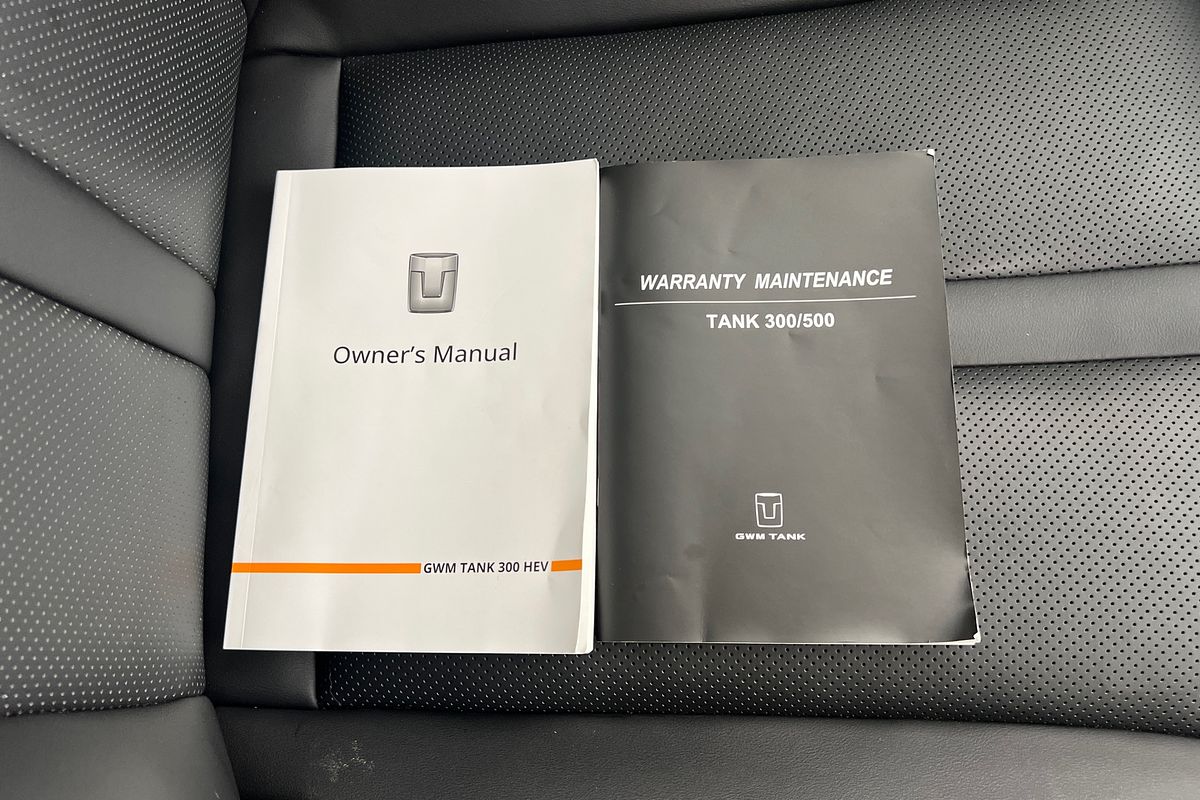 Owner's Manual
GWM TANK 300 HEV
WARRANTY MAINTENANCE
TANK 300/500
GWM TANK